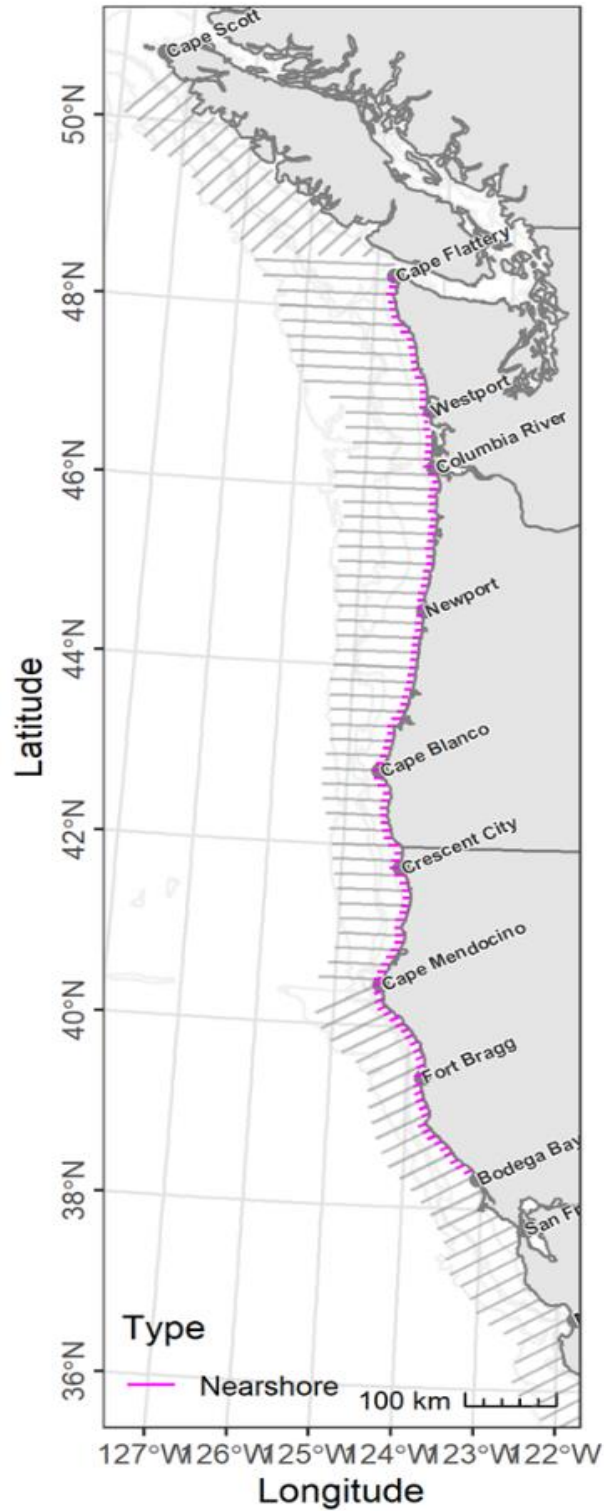 Cape Scott
50°N
Cape Flattery
48°N
Westport
Columbia River
46°N
Newport
44°N
Latitude
Cape Blanco
42°N
Crescent City
Cape Mendocino
40°N
Fort Bragg
38°N
Bodega Bay
San Fr
Type
Nearshore
100 km
36°N
127°W 126°W 125°W 124°W 123°W 122°W
Longitude